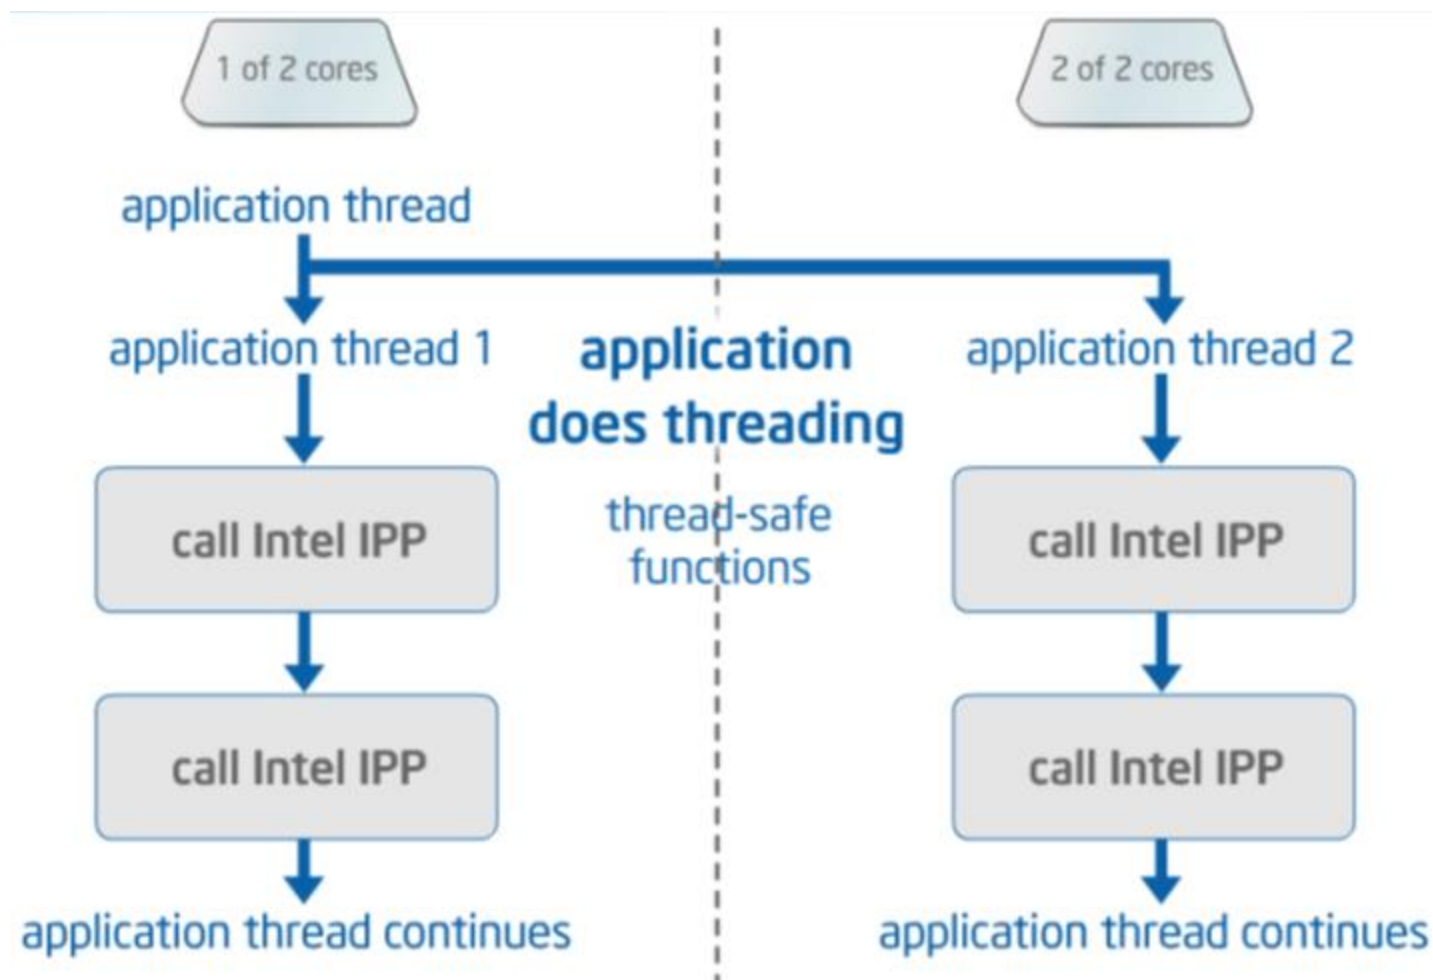 1 of 2 cores
2 of 2 cores
application thread
application thread 1
application
does threading
application thread 2
call Intel IPP
thread-safe
functions
call Intel IPP
call Intel IPP
call Intel IPP
application thread continues
application thread continues